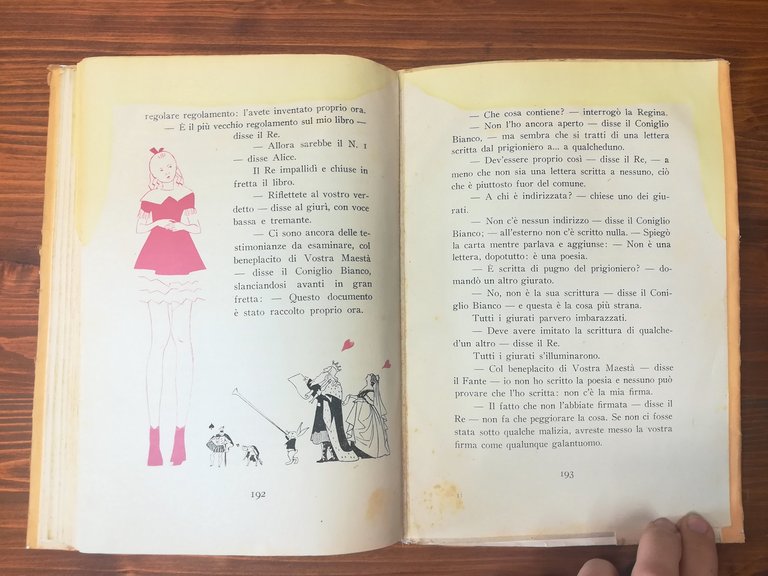 regolare regolamento: l'avete inventato proprio ora.
— È il più vecchio regolamento sul mio libro —
disse il Re.
— Allora sarebbe il N. 1
— disse Alice.
Il Re impallidì e chiuse in
fretta il libro.
— Riflettete al vostro ver-
detto — disse al giurì, con voce
bassa e tremante.
— Ci sono ancora delle te-
stimonianze da esaminare, col
beneplacito di Vostra Maestà
— disse il Coniglio Bianco,
slanciandosi avanti in gran
fretta: — Questo documento
è stato raccolto proprio ora.
192
— Che cosa contiene? — interrogò la Regina.
— Non l'ho ancora aperto — disse il Coniglio
Bianco, — ma sembra che si tratti di una lettera
scritta dal prigioniero a... a qualcheduno.
— Dev'essere proprio così — disse il Re, — a
meno che non sia una lettera scritta a nessuno, ciò
che è piuttosto fuor del comune.
— A chi è indirizzata? — chiese uno dei giu-
rati.
— Non c'è nessun indirizzo — disse il Coniglio
Bianco; — all'esterno non c'è scritto nulla. — Spiegò
la carta mentre parlava e aggiunse: — Non è una
lettera, dopotutto: è una poesia.
— È scritta di pugno del prigioniero? — do-
mandò un altro giurato.
— No, non è la sua scrittura — disse il Coni-
glio Bianco — e questa è la cosa più strana.
Tutti i giurati parvero imbarazzati.
— Deve avere imitato la scrittura di qualche-
d'un altro — disse il Re.
Tutti i giurati s'illuminarono.
— Col beneplacito di Vostra Maestà — disse
il Fante — io non ho scritto la poesia e nessuno può
provare che l'ho scritta: non c'è la mia firma.
— Il fatto che non l'abbiate firmata — disse il
Re — non fa che peggiorare la cosa. Se non ci fosse
stata sotto qualche malizia, avreste messo la vostra
firma come qualunque galantuomo.
193